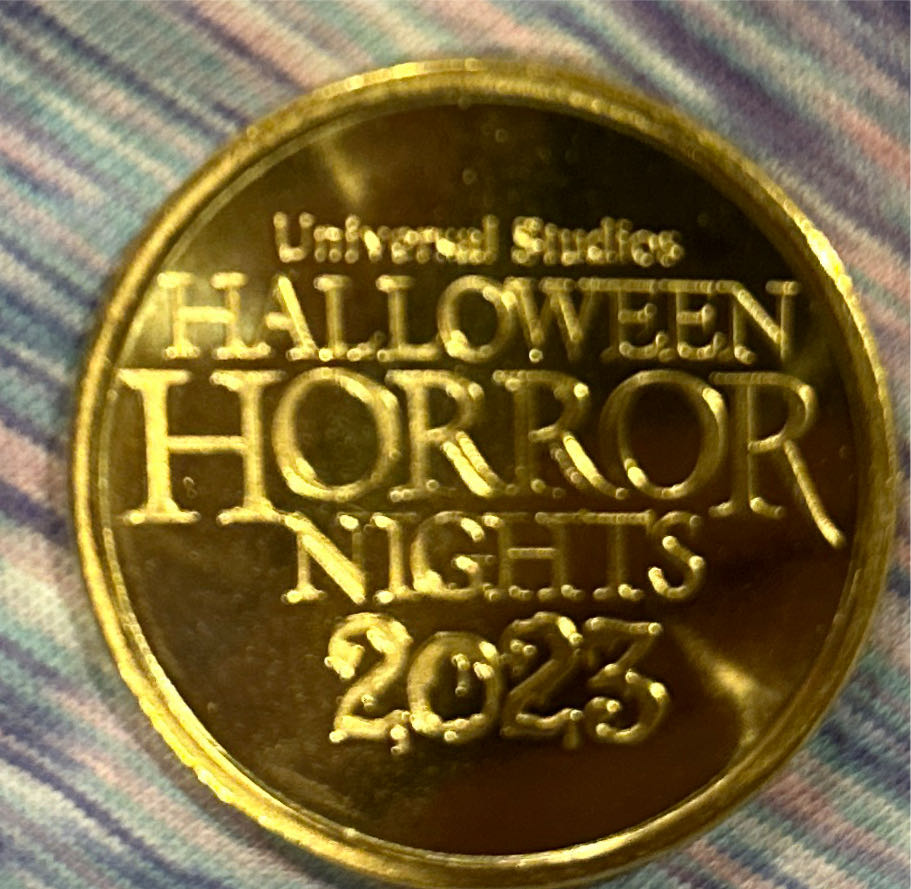 Universal Studios
HALLOWEEN
HORROR
NIGHTS
2023